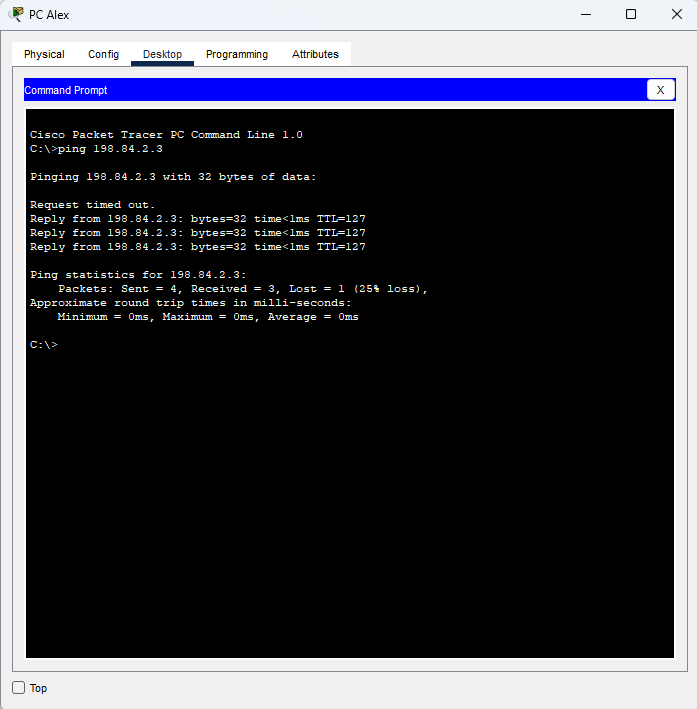 PC Alex
Physical Config Desktop Programming Attributes
Command Prompt X
Cisco Packet Tracer PC Command Line 1.0
C:\>ping 198.84.2.3
Pinging 198.84.2.3 with 32 bytes of data:
Request timed out.
Reply from 198.84.2.3: bytes=32 time<1ms TTL=127
Reply from 198.84.2.3: bytes=32 time<1ms TTL=127
Reply from 198.84.2.3: bytes=32 time<1ms TTL=127
Ping statistics for 198.84.2.3:
    Packets: Sent = 4, Received = 3, Lost = 1 (25% loss),
Approximate round trip times in milli-seconds:
    Minimum = 0ms, Maximum = 0ms, Average = 0ms
C:\>
Top